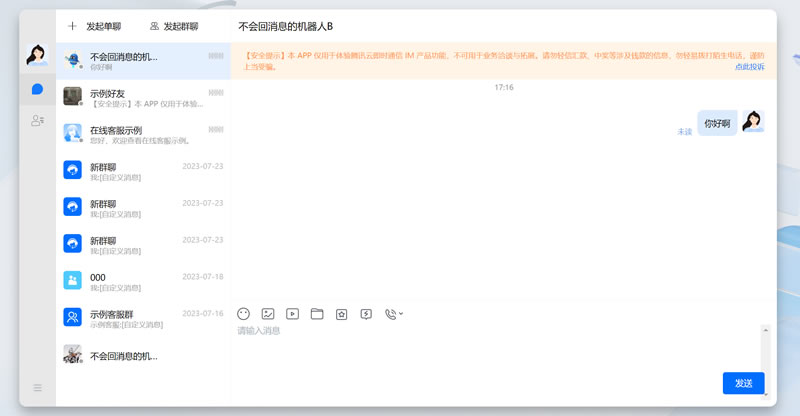 发起单聊
发起群聊
不会回消息的机器人B
不会回消息的机...
你好啊
【安全提示】本 APP 仅用于体验腾讯云即时通信 IM 产品功能，不可用于业务洽谈与拓展。请勿轻信汇款、中奖等涉及钱款的信息，勿轻易拨打陌生电话，谨防
上当受骗。
点此投诉
17:16
未读
你好啊
示例好友
【安全提示】本 APP 仅用于体验...
在线客服示例
您好，欢迎查看在线客服示例。
新群聊
2023-07-23
我:[自定义消息]
新群聊
2023-07-23
我:[自定义消息]
新群聊
2023-07-23
我:[自定义消息]
000
2023-07-18
我:[自定义消息]
示例客服群
2023-07-16
示例客服:[自定义消息]
不会回消息的机...
请输入消息
发送